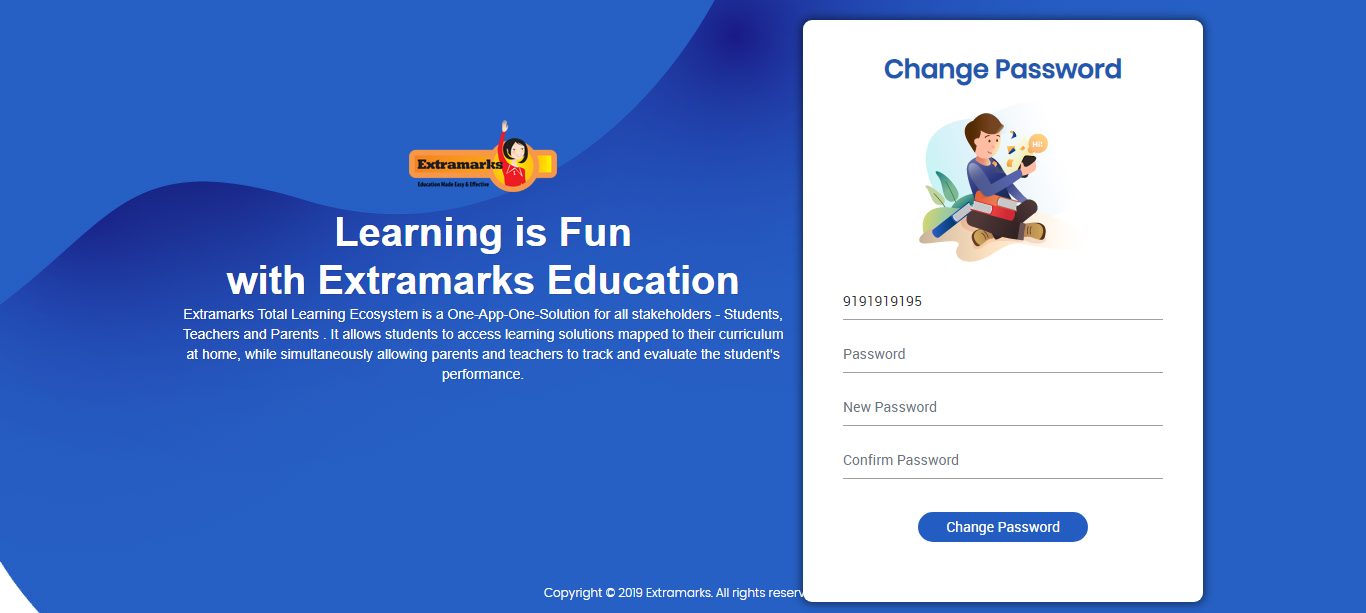 Extramarks
Education Made Easy & Effective
Learning is Fun
with Extramarks Education
Extramarks Total Learning Ecosystem is a One-App-One-Solution for all stakeholders - Students,
Teachers and Parents . It allows students to access learning solutions mapped to their curriculum
at home, while simultaneously allowing parents and teachers to track and evaluate the student's
performance.
Change Password
Hi!
9191919195
Password
New Password
Confirm Password
Change Password
Copyright © 2019 Extramarks. All rights reserv